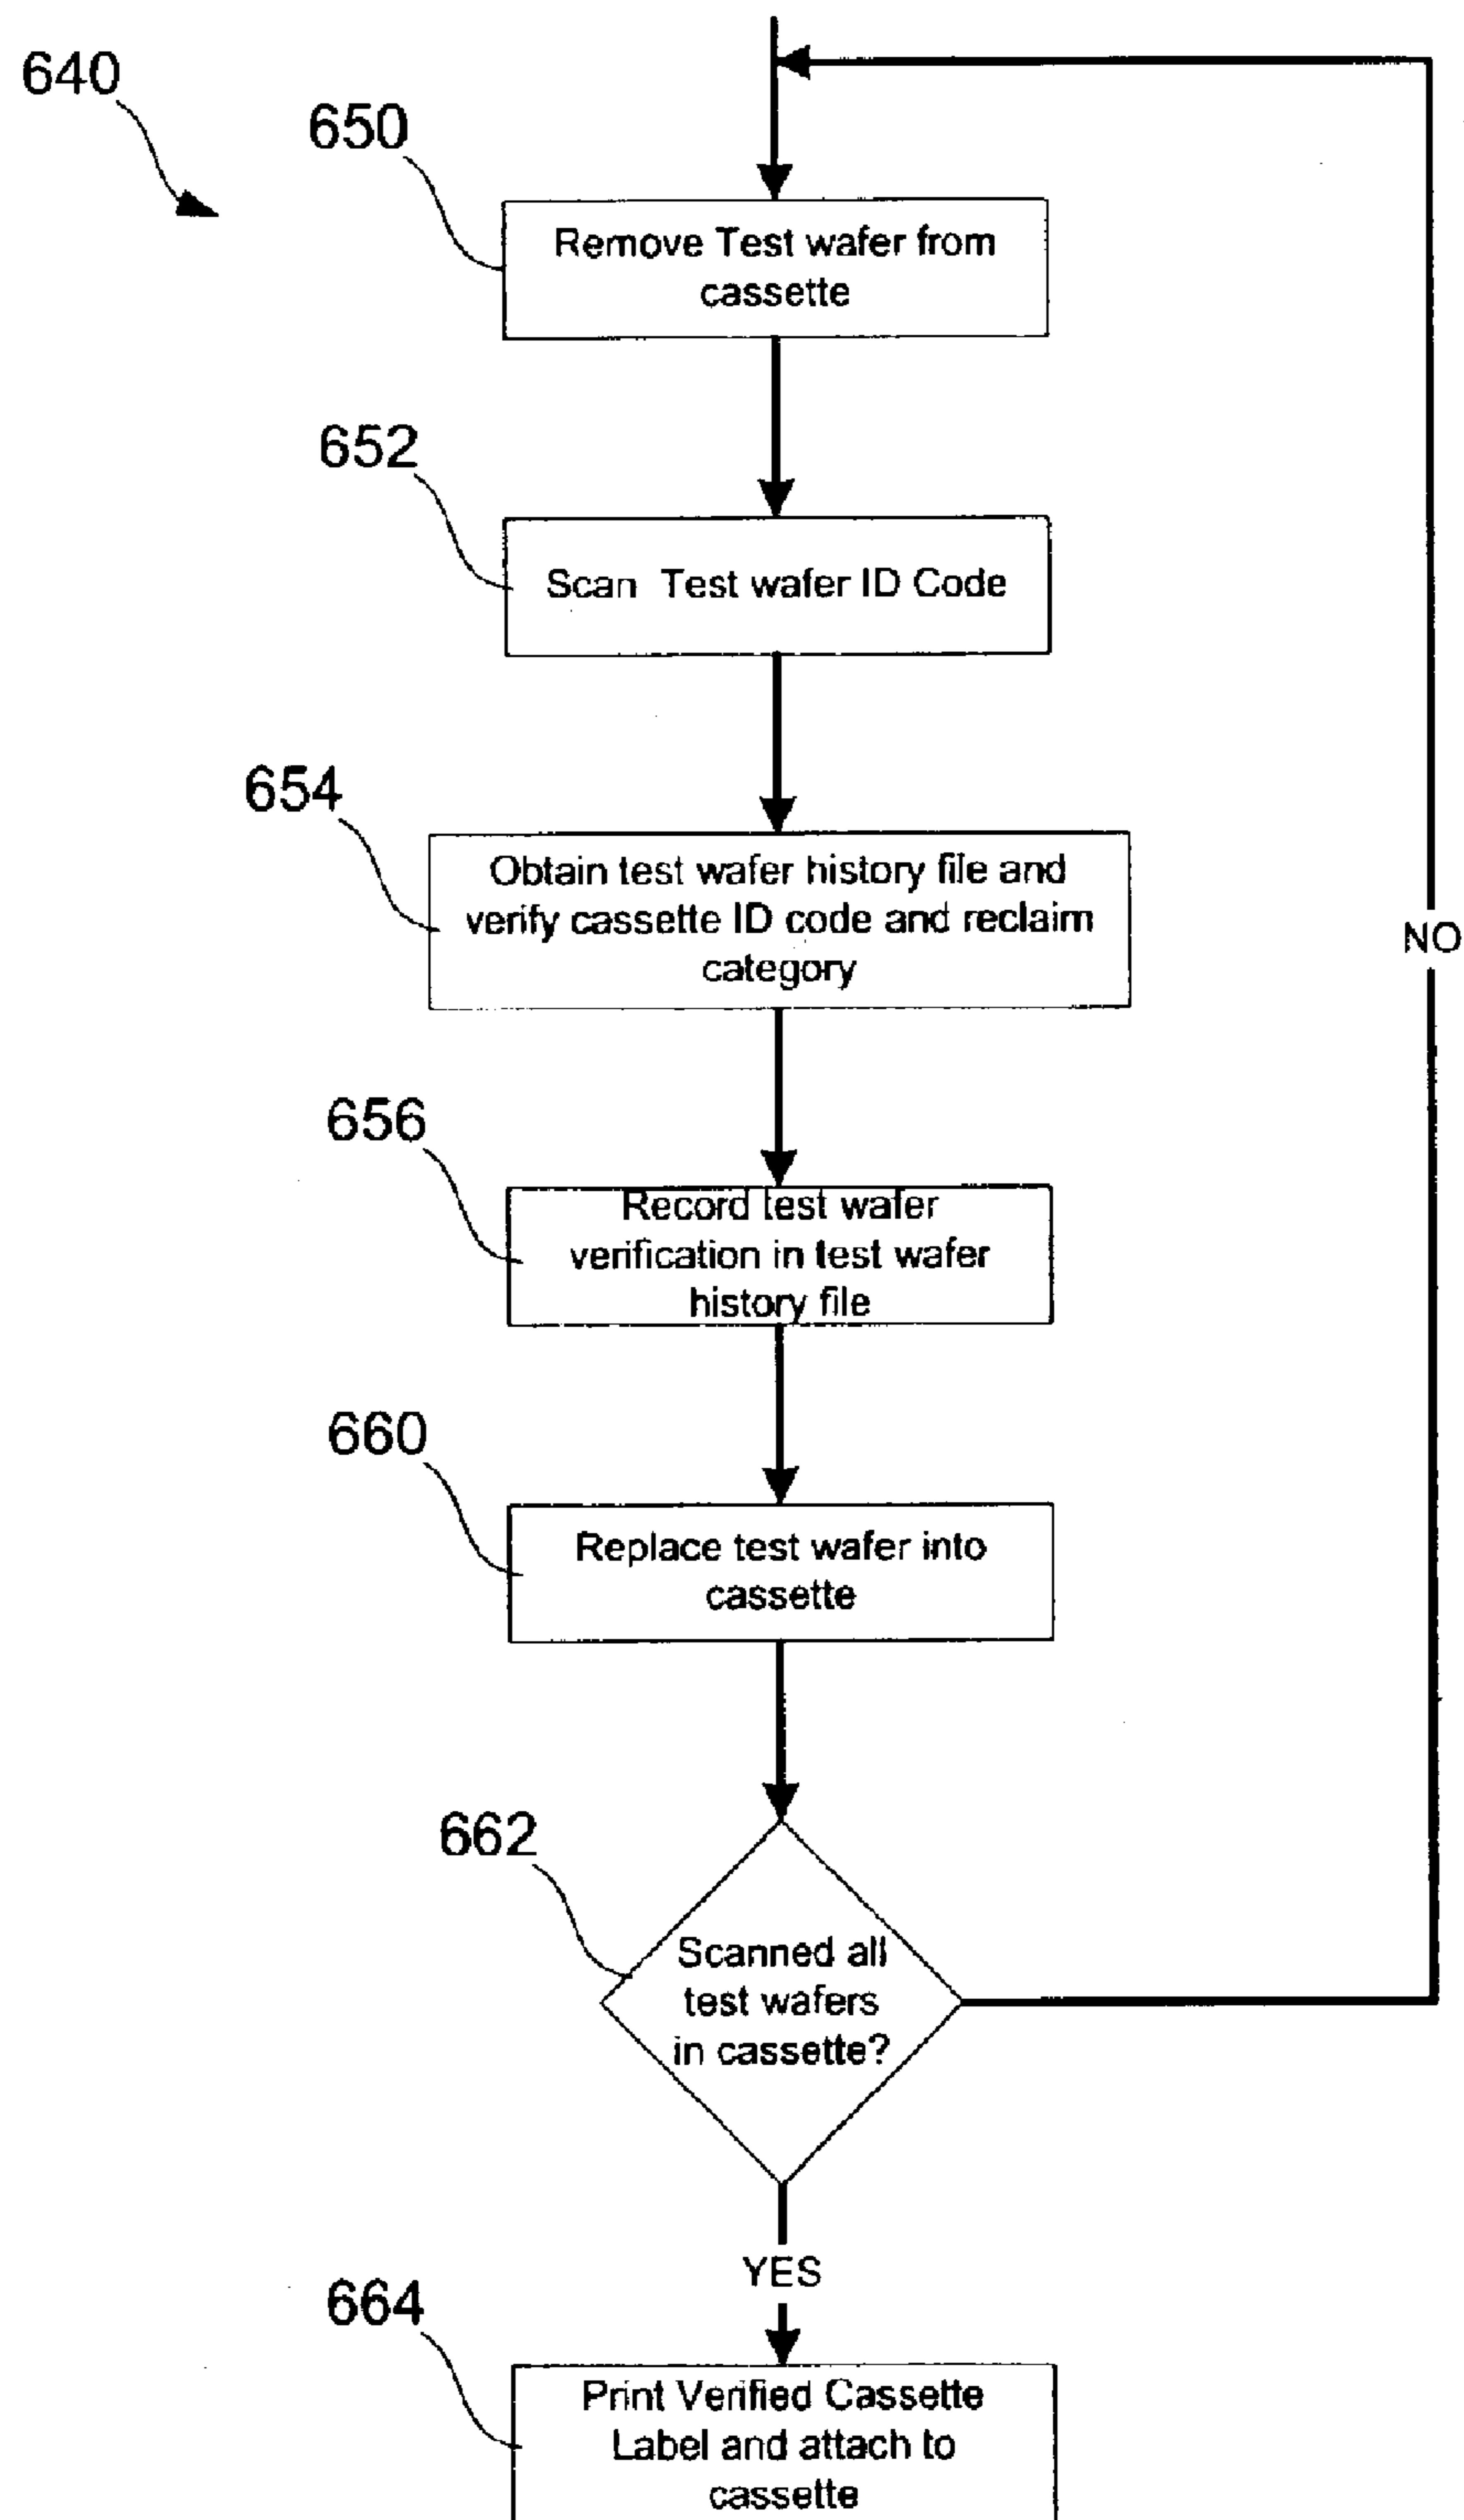 640
650
Remove Test wafer from
cassette
652
Scan Test wafer ID Code
654
Obtain test wafer history file and
verify cassette ID code and reclaim
category
NO
656
Record test wafer
verification in test wafer
history file
660
Replace test wafer into
cassette
662
Scanned all
test wafers
in cassette?
YES
664
Print Verified Cassette
Label and attach to
cassette